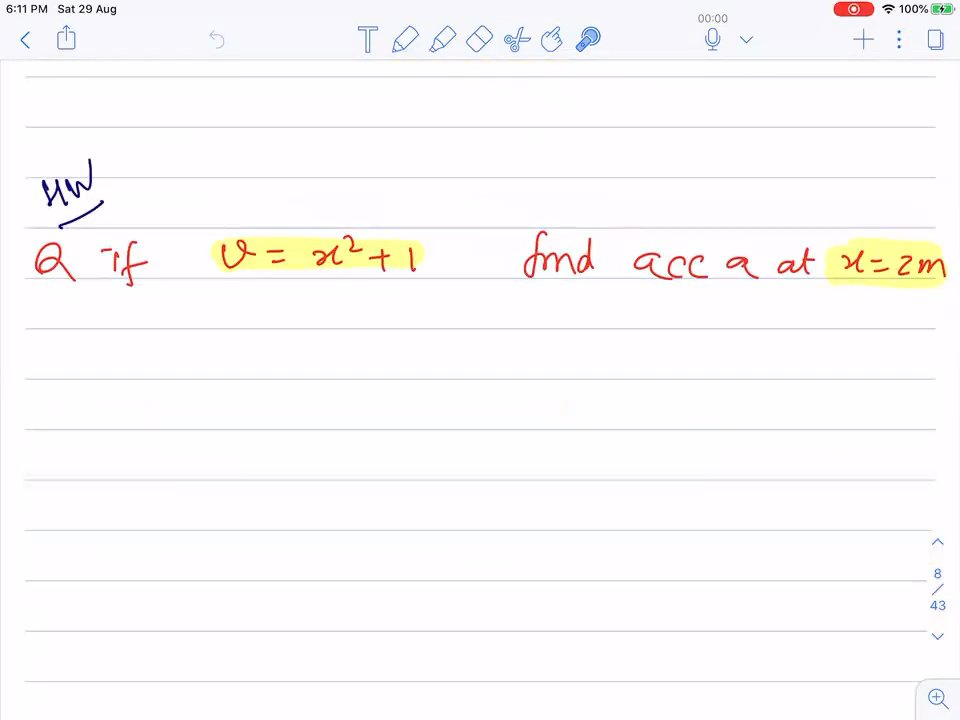 6:11 PM Sat 29 Aug
100%
00:00
T
HW
Q if v = x² + 1 find acc a at x = 2m
8
/
43